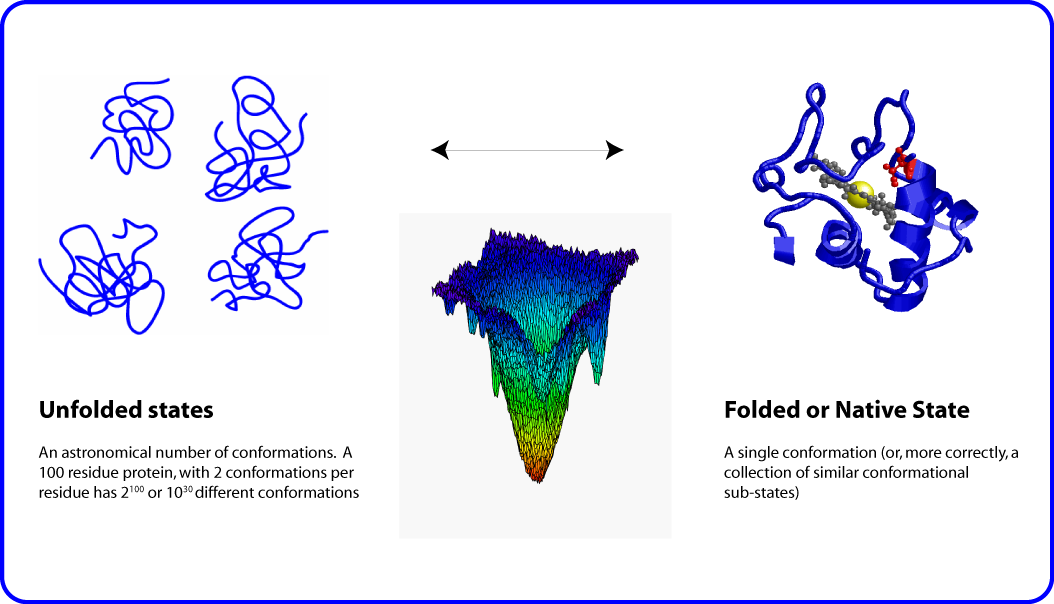 Unfolded states
An astronomical number of conformations. A
100 residue protein, with 2 conformations per
residue has 2¹⁰⁰ or 10³⁰ different conformations
Folded or Native State
A single conformation (or, more correctly, a
collection of similar conformational
sub-states)